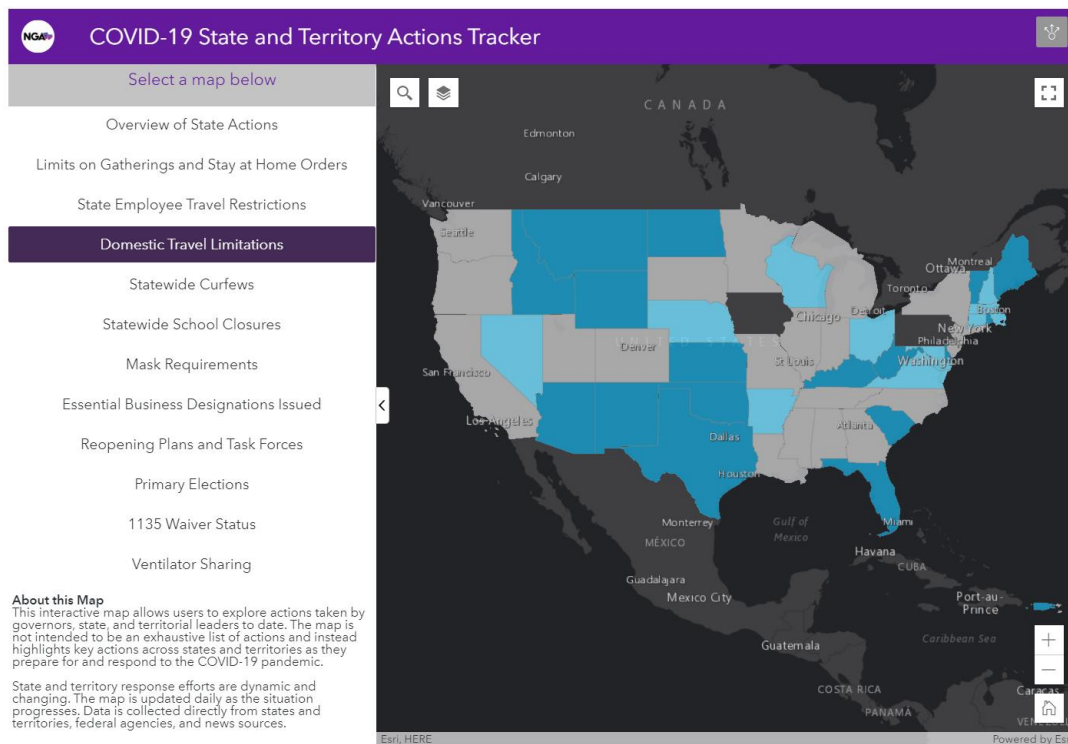 NGA
COVID-19 State and Territory Actions Tracker
Select a map below
Overview of State Actions
Limits on Gatherings and Stay at Home Orders
State Employee Travel Restrictions
Domestic Travel Limitations
Statewide Curfews
Statewide School Closures
Mask Requirements
Essential Business Designations Issued
Reopening Plans and Task Forces
Primary Elections
1135 Waiver Status
Ventilator Sharing
About this Map
This interactive map allows users to explore actions taken by
governors, state, and territorial leaders to date. The map is
not intended to be an exhaustive list of actions and instead
highlights key actions across states and territories as they
prepare for and respond to the COVID-19 pandemic.
State and territory response efforts are dynamic and
changing. The map is updated daily as the situation
progresses. Data is collected directly from states and
territories, federal agencies, and news sources.
CANADA
Edmonton
Calgary
Vancouver
Seattle
Montreal
Ottawa
Toronto
Boston
Chicago
Detroit
New York
Philadelphia
UNITED STATES
Denver
St Louis
Washington
San Francisco
Los Angeles
Atlanta
Dallas
Houston
Monterrey
Gulf of
Mexico
Miami
MÉXICO
Havana
CUBA
Guadalajara
Mexico City
Port-au-
Prince
Guatemala
Caribbean Sea
COSTA RICA
PANAMÁ
Caracas
Esri, HERE
Powered by Esri